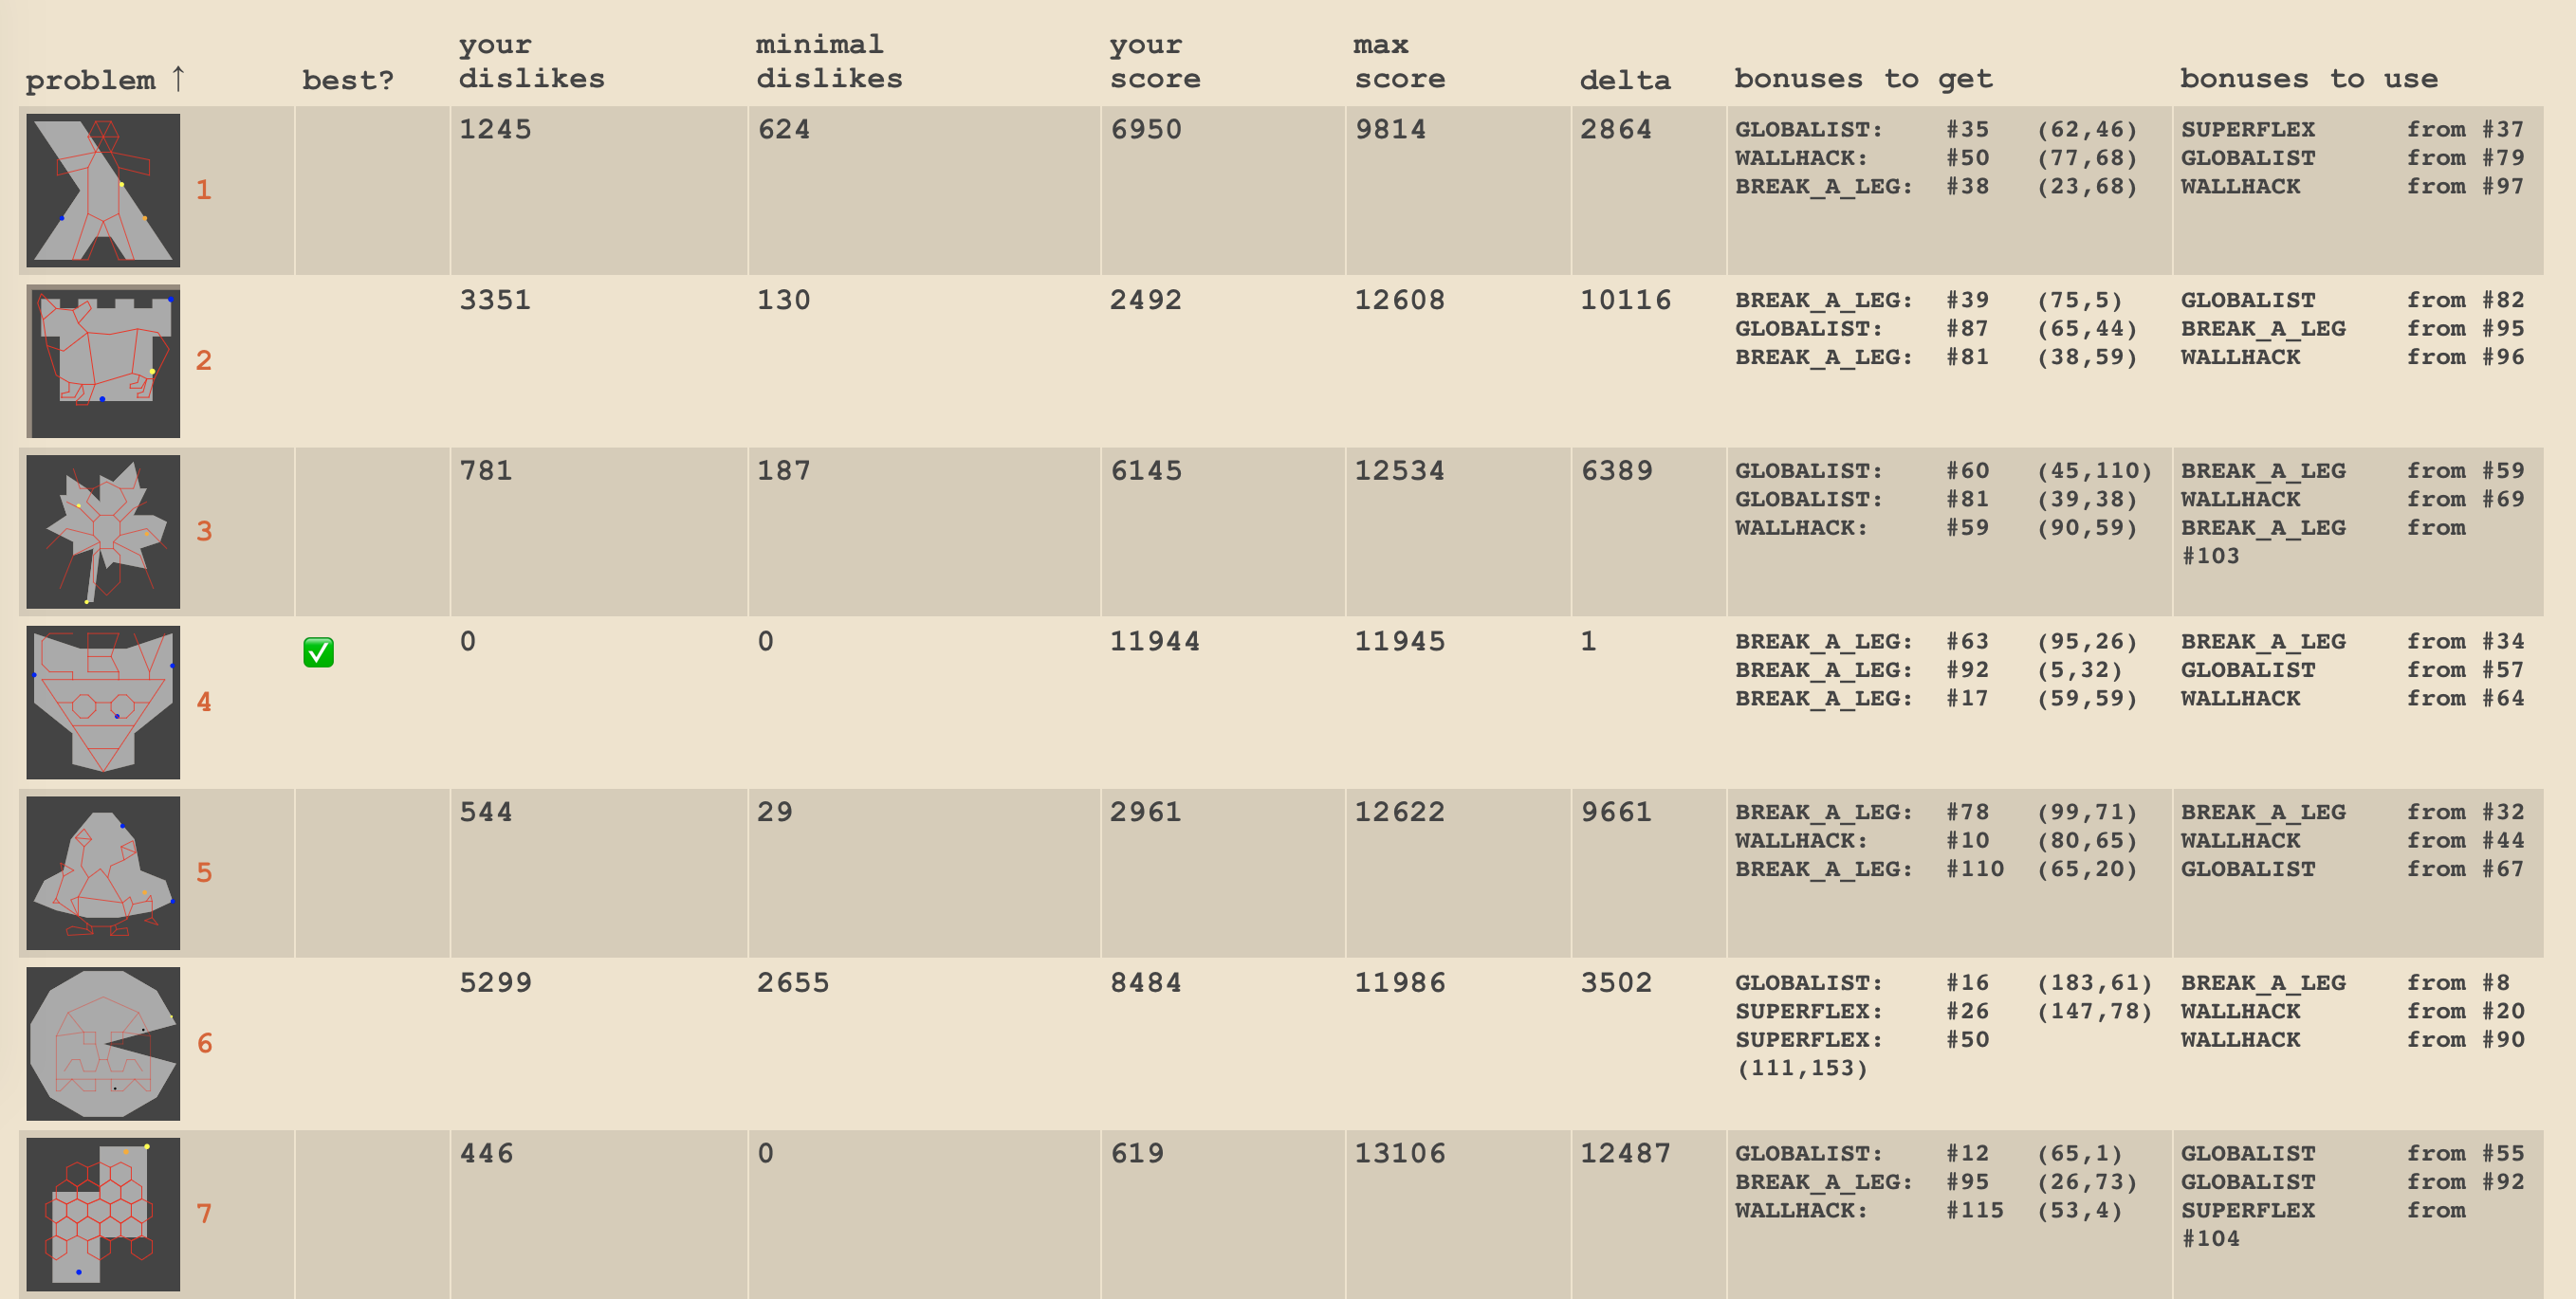 problem ↑ best? your dislikes minimal dislikes your score max score delta bonuses to get bonuses to use
1 1245 624 6950 9814 2864 GLOBALIST: #35 (62,46) SUPERFLEX from #37
WALLHACK: #50 (77,68) GLOBALIST from #79
BREAK_A_LEG: #38 (23,68) WALLHACK from #97
2 3351 130 2492 12608 10116 BREAK_A_LEG: #39 (75,5) GLOBALIST from #82
GLOBALIST: #87 (65,44) BREAK_A_LEG from #95
BREAK_A_LEG: #81 (38,59) WALLHACK from #96
3 781 187 6145 12534 6389 GLOBALIST: #60 (45,110) BREAK_A_LEG from #59
GLOBALIST: #81 (39,38) WALLHACK from #69
WALLHACK: #59 (90,59) BREAK_A_LEG from
#103
4 ✅ 0 0 11944 11945 1 BREAK_A_LEG: #63 (95,26) BREAK_A_LEG from #34
BREAK_A_LEG: #92 (5,32) GLOBALIST from #57
BREAK_A_LEG: #17 (59,59) WALLHACK from #64
5 544 29 2961 12622 9661 BREAK_A_LEG: #78 (99,71) BREAK_A_LEG from #32
WALLHACK: #10 (80,65) WALLHACK from #44
BREAK_A_LEG: #110 (65,20) GLOBALIST from #67
6 5299 2655 8484 11986 3502 GLOBALIST: #16 (183,61) BREAK_A_LEG from #8
SUPERFLEX: #26 (147,78) WALLHACK from #20
SUPERFLEX: #50 WALLHACK from #90
(111,153)
7 446 0 619 13106 12487 GLOBALIST: #12 (65,1) GLOBALIST from #55
BREAK_A_LEG: #95 (26,73) GLOBALIST from #92
WALLHACK: #115 (53,4) SUPERFLEX from
#104